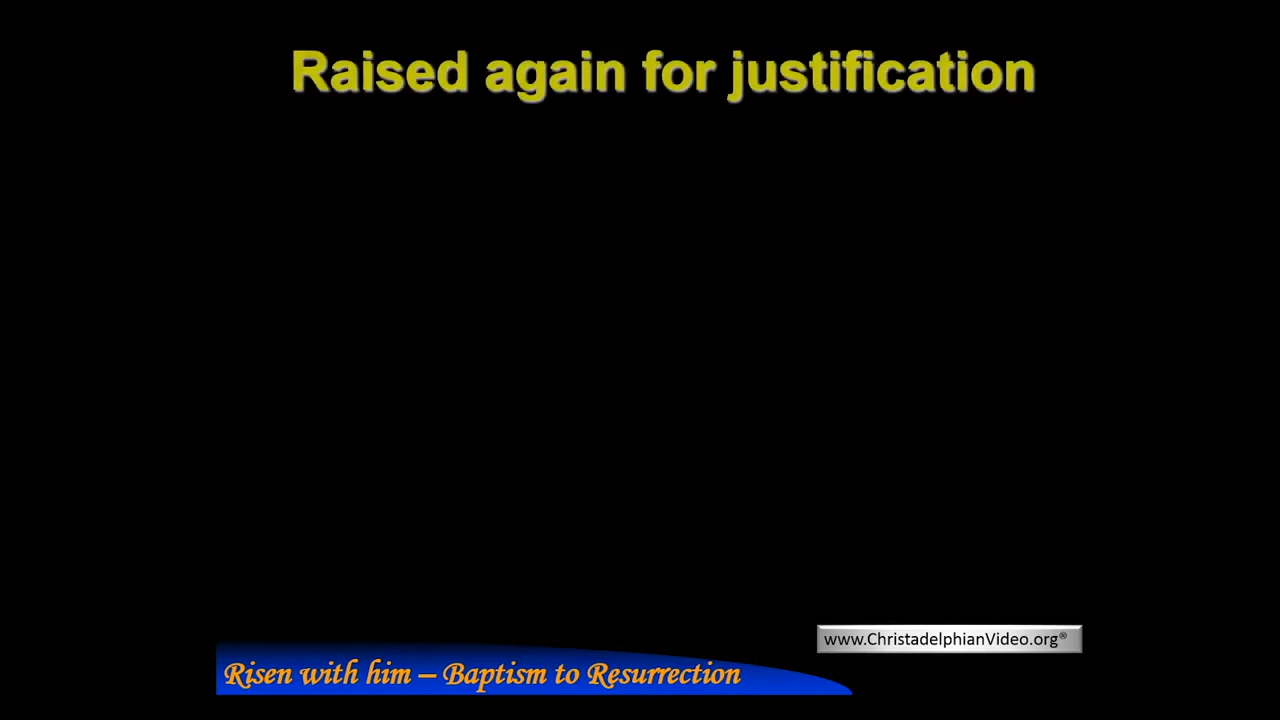 Raised again for justification
www.ChristadelphianVideo.org®
Risen with him – Baptism to Resurrection